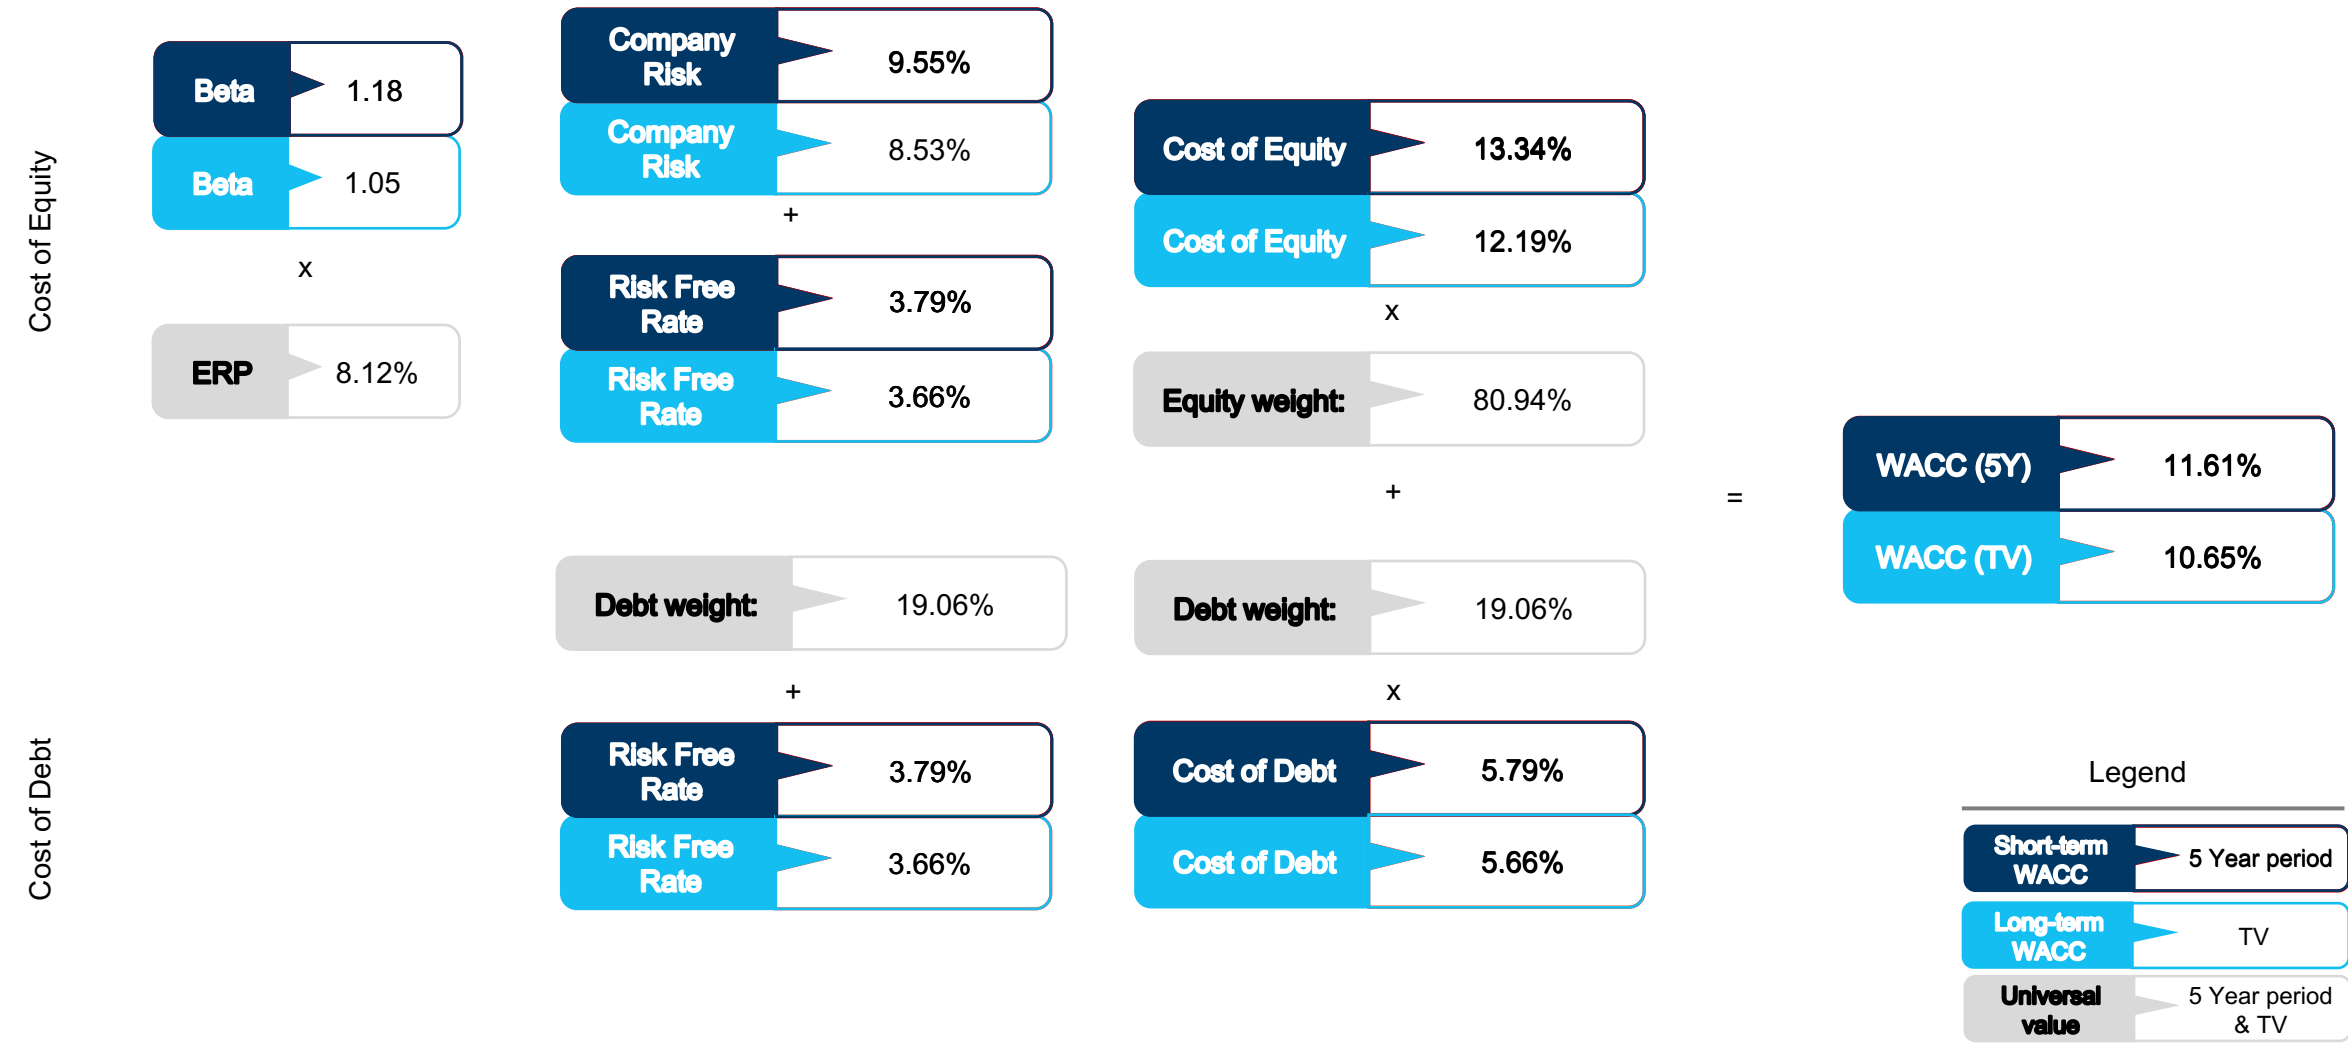 Cost of Equity
Beta
1.18
Beta
1.05
x
ERP
8.12%
Company
Risk
9.55%
Company
Risk
8.53%
+
Risk Free
Rate
3.79%
Risk Free
Rate
3.66%
Cost of Equity
13.34%
Cost of Equity
12.19%
x
Equity weight:
80.94%
+
Debt weight:
19.06%
x
Cost of Debt
5.79%
Cost of Debt
5.66%
Cost of Debt
Debt weight:
19.06%
+
Risk Free
Rate
3.79%
Risk Free
Rate
3.66%
=
WACC (5Y)
11.61%
WACC (TV)
10.65%
Legend
Short-term
WACC
5 Year period
Long-term
WACC
TV
Universal
value
5 Year period
& TV